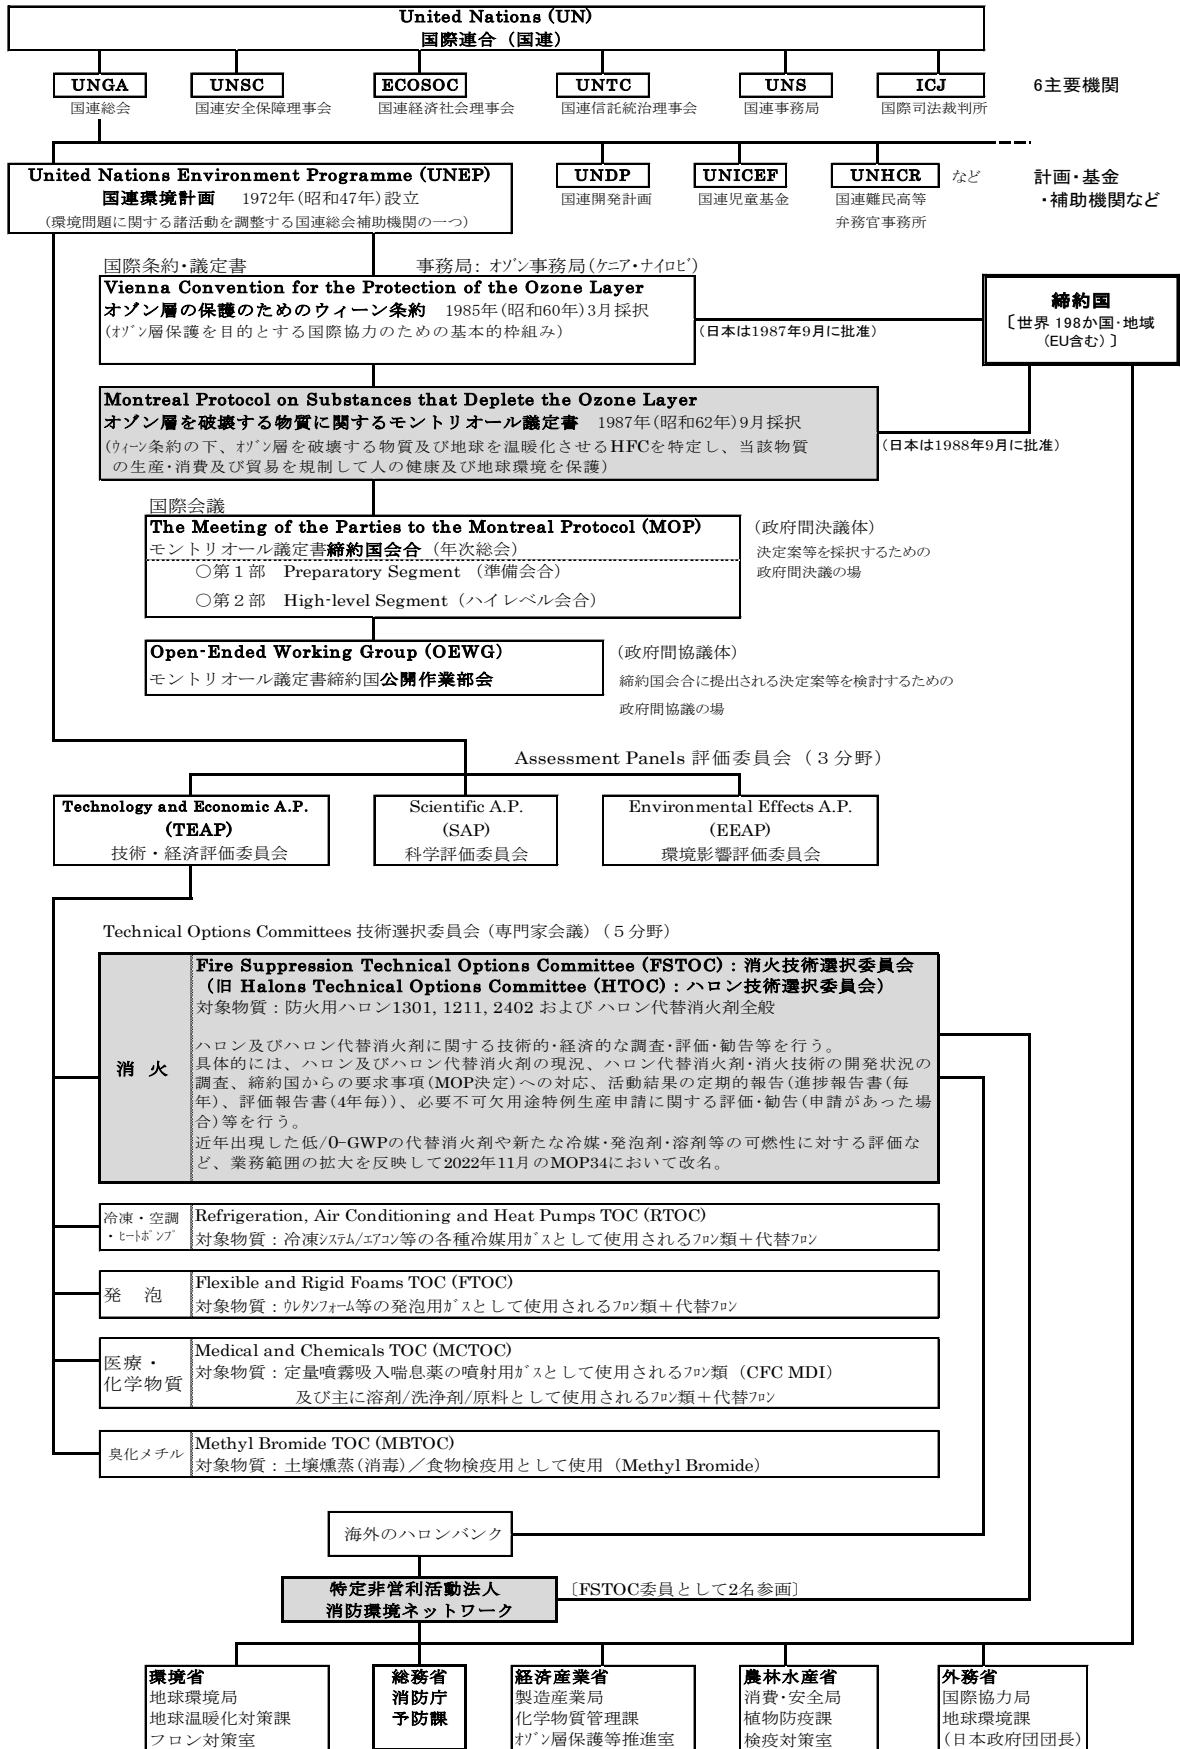 United Nations (UN)
国際連合（国連）
UNGA
UNSC
ECOSOC
UNTC
UNS
ICJ
6主要機関
国連総会
国連安全保障理事会
国連経済社会理事会
国連信託統治理事会
国連事務局
国際司法裁判所
United Nations Environment Programme (UNEP)
国連環境計画 1972年(昭和47年)設立
(環境問題に関する諸活動を調整する国連総会補助機関の一つ)
UNDP
UNICEF
UNHCR
など
国連開発計画
国連児童基金
国連難民高等
弁務官事務所
計画・基金
・補助機関など
国際条約・議定書
事務局: ｵｿﾞﾝ事務局(ｹﾆｱ・ﾅｲﾛﾋﾞ)
Vienna Convention for the Protection of the Ozone Layer
オゾン層の保護のためのウィーン条約 1985年(昭和60年)3月採択
(ｵｿﾞﾝ層保護を目的とする国際協力のための基本的枠組み)
(日本は1987年9月に批准)
締約国
〔世界 198か国・地域
(EU含む) 〕
Montreal Protocol on Substances that Deplete the Ozone Layer
オゾン層を破壊する物質に関するモントリオール議定書 1987年(昭和62年)9月採択
(ｳｨｰﾝ条約の下、ｵｿﾞﾝ層を破壊する物質及び地球を温暖化させるHFCを特定し、当該物質
の生産・消費及び貿易を規制して人の健康及び地球環境を保護)
(日本は1988年9月に批准)
国際会議
The Meeting of the Parties to the Montreal Protocol (MOP)
モントリオール議定書締約国会合（年次総会）
○第１部 Preparatory Segment （準備会合）
○第２部 High-level Segment（ハイレベル会合）
(政府間決議体)
決定案等を採択するための
政府間決議の場
Open-Ended Working Group (OEWG)
モントリオール議定書締約国公開作業部会
(政府間協議体)
締約国会合に提出される決定案等を検討するための
政府間協議の場
Assessment Panels 評価委員会（３分野）
Technology and Economic A.P.
(TEAP)
技術・経済評価委員会
Scientific A.P.
(SAP)
科学評価委員会
Environmental Effects A.P.
(EEAP)
環境影響評価委員会
Technical Options Committees 技術選択委員会（専門家会議）（５分野）
消 火
Fire Suppression Technical Options Committee (FSTOC)：消火技術選択委員会
（旧 Halons Technical Options Committee (HTOC)：ハロン技術選択委員会）
対象物質：防火用ハロン1301, 1211, 2402 および ハロン代替消火剤全般
ハロン及びハロン代替消火剤に関する技術的・経済的な調査・評価・勧告等を行う。
具体的には、ハロン及びハロン代替消火剤の現況、ハロン代替消火剤・消火技術の開発状況の
調査、締約国からの要求事項(MOP決定)への対応、活動結果の定期的報告(進捗報告書(毎
年)、評価報告書(4年毎))、必要不可欠用途特例生産申請に関する評価・勧告(申請があった場
合)等を行う。
近年出現した低/0-GWPの代替消火剤や新たな冷媒・発泡剤・溶剤等の可燃性に対する評価な
ど、業務範囲の拡大を反映して2022年11月のMOP34において改名。
冷凍・空調
・ﾋｰﾄﾎﾟﾝﾌﾟ
Refrigeration, Air Conditioning and Heat Pumps TOC (RTOC)
対象物質：冷凍ｼｽﾃﾑ/ｴｱｺﾝ等の各種冷媒用ｶﾞｽとして使用されるﾌﾛﾝ類＋代替ﾌﾛﾝ
発 泡
Flexible and Rigid Foams TOC (FTOC)
対象物質：ｳﾚﾀﾝﾌｫｰﾑ等の発泡用ｶﾞｽとして使用されるﾌﾛﾝ類＋代替ﾌﾛﾝ
医療・
化学物質
Medical and Chemicals TOC (MCTOC)
対象物質：定量噴霧吸入喘息薬の噴射用ｶﾞｽとして使用されるﾌﾛﾝ類（CFC MDI）
及び主に溶剤/洗浄剤/原料として使用されるﾌﾛﾝ類＋代替ﾌﾛﾝ
臭化メチル
Methyl Bromide TOC (MBTOC)
対象物質：土壌燻蒸(消毒)／食物検疫用として使用（Methyl Bromide）
海外のハロンバンク
特定非営利活動法人
消防環境ネットワーク
〔FSTOC委員として2名参画〕
環境省
地球環境局
地球温暖化対策課
フロン対策室
総務省
消防庁
予防課
経済産業省
製造産業局
化学物質管理課
ｵｿﾞﾝ層保護等推進室
農林水産省
消費・安全局
植物防疫課
検疫対策室
外務省
国際協力局
地球環境課
(日本政府団団長)